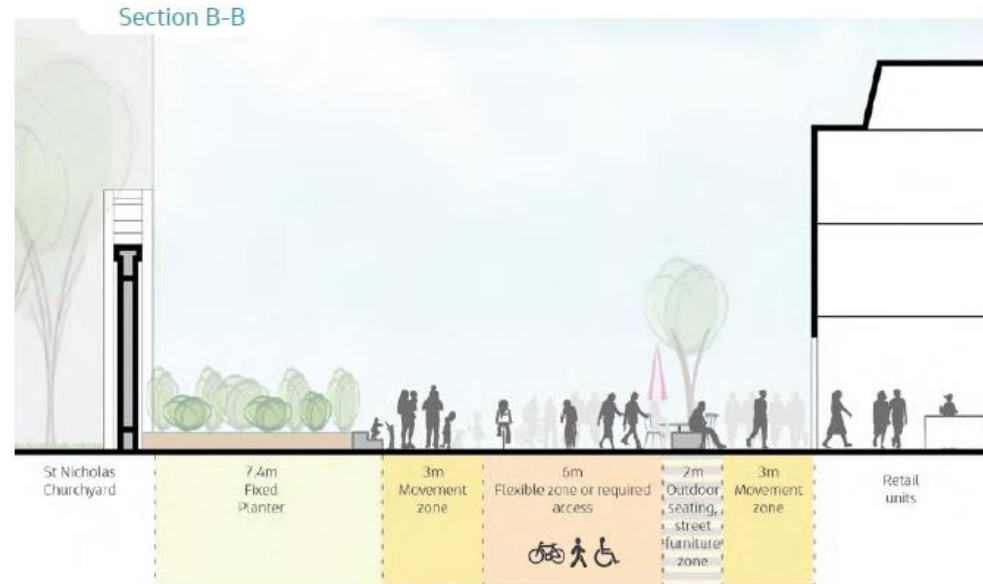 Section B-B
St Nicholas
Churchyard
7.4m
Fixed
Planter
3m
Movement
zone
6m
Flexible zone or required
access
2m
Outdoor
seating,
street
furniture
zone
3m
Movement
zone
Retail
units